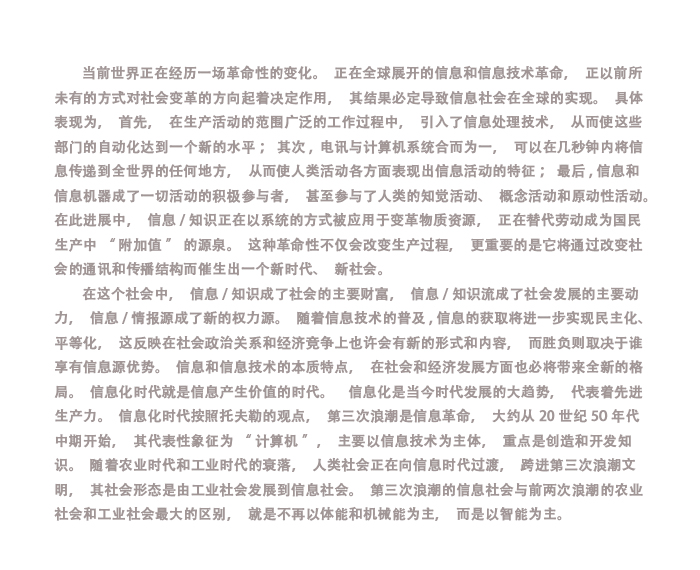 当前世界正在经历一场革命性的变化。 正在全球展开的信息和信息技术革命， 正以前所
未有的方式对社会变革的方向起着决定作用， 其结果必定导致信息社会在全球的实现。 具体
表现为， 首先， 在生产活动的范围广泛的工作过程中， 引入了信息处理技术， 从而使这些
部门的自动化达到一个新的水平； 其次 , 电讯与计算机系统合而为一， 可以在几秒钟内将信
息传递到全世界的任何地方， 从而使人类活动各方面表现出信息活动的特征； 最后 , 信息和
信息机器成了一切活动的积极参与者， 甚至参与了人类的知觉活动、 概念活动和原动性活动。
在此进展中， 信息 / 知识正在以系统的方式被应用于变革物质资源， 正在替代劳动成为国民
生产中 “ 附加值 ” 的源泉。 这种革命性不仅会改变生产过程， 更重要的是它将通过改变社
会的通讯和传播结构而催生出一个新时代、 新社会。
在这个社会中， 信息 / 知识成了社会的主要财富， 信息 / 知识流成了社会发展的主要动
力， 信息 / 情报源成了新的权力源。 随着信息技术的普及 , 信息的获取将进一步实现民主化、
平等化， 这反映在社会政治关系和经济竞争上也许会有新的形式和内容， 而胜负则取决于谁
享有信息源优势。 信息和信息技术的本质特点， 在社会和经济发展方面也必将带来全新的格
局。 信息化时代就是信息产生价值的时代。 信息化是当今时代发展的大趋势， 代表着先进
生产力。 信息化时代按照托夫勒的观点， 第三次浪潮是信息革命， 大约从 20 世纪 50 年代
中期开始， 其代表性象征为 “ 计算机 ” ， 主要以信息技术为主体， 重点是创造和开发知
识。 随着农业时代和工业时代的衰落， 人类社会正在向信息时代过渡， 跨进第三次浪潮文
明， 其社会形态是由工业社会发展到信息社会。 第三次浪潮的信息社会与前两次浪潮的农业
社会和工业社会最大的区别， 就是不再以体能和机械能为主， 而是以智能为主。